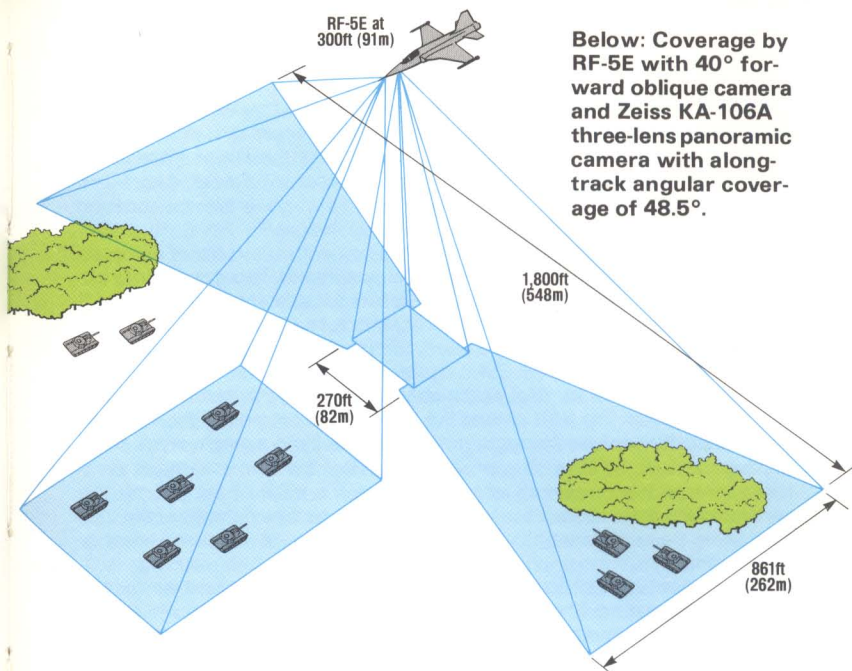 RF-5E at
300ft (91m)
Below: Coverage by
RF-5E with 40° for-
ward oblique camera
and Zeiss KA-106A
three-lens panoramic
camera with along-
track angular cover-
age of 48.5°.
1,800ft
(548m)
270ft
(82m)
861ft
(262m)